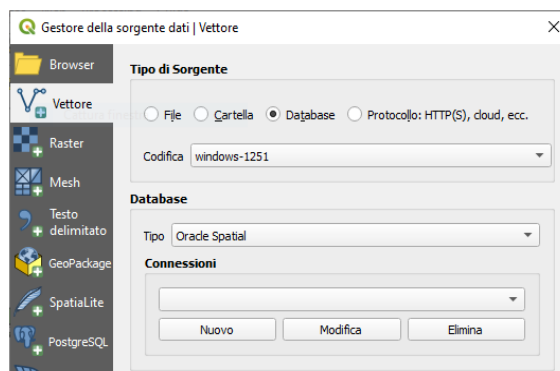 Gestore della sorgente dati | Vettore
Browser
Vettore
Raster
Mesh
Testo
delimitato
GeoPackage
SpatiaLite
PostgreSQL
Tipo di Sorgente
File Cartella Database Protocollo: HTTP(S), cloud, ecc.
Codifica windows-1251
Database
Tipo Oracle Spatial
Connessioni
Nuovo Modifica Elimina